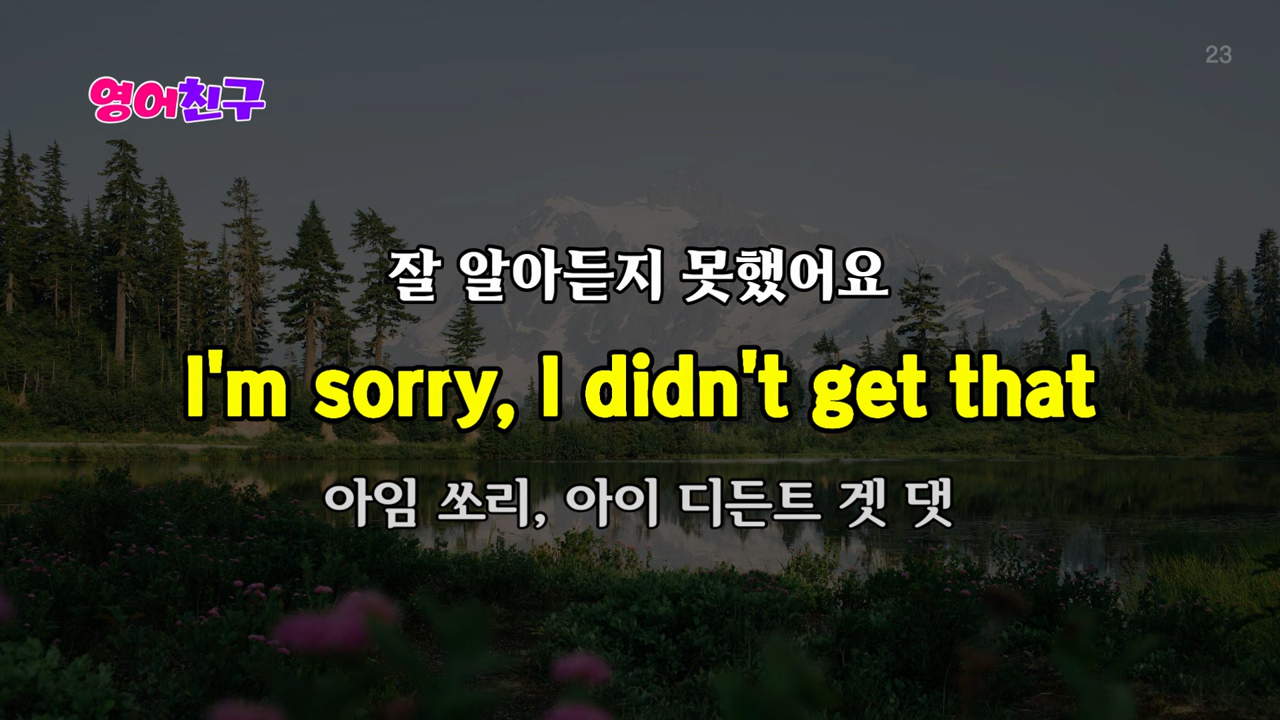 23
영어친구
잘 알아듣지 못했어요
I'm sorry, I didn't get that
아임 쏘리, 아이 디든트 겟 댓